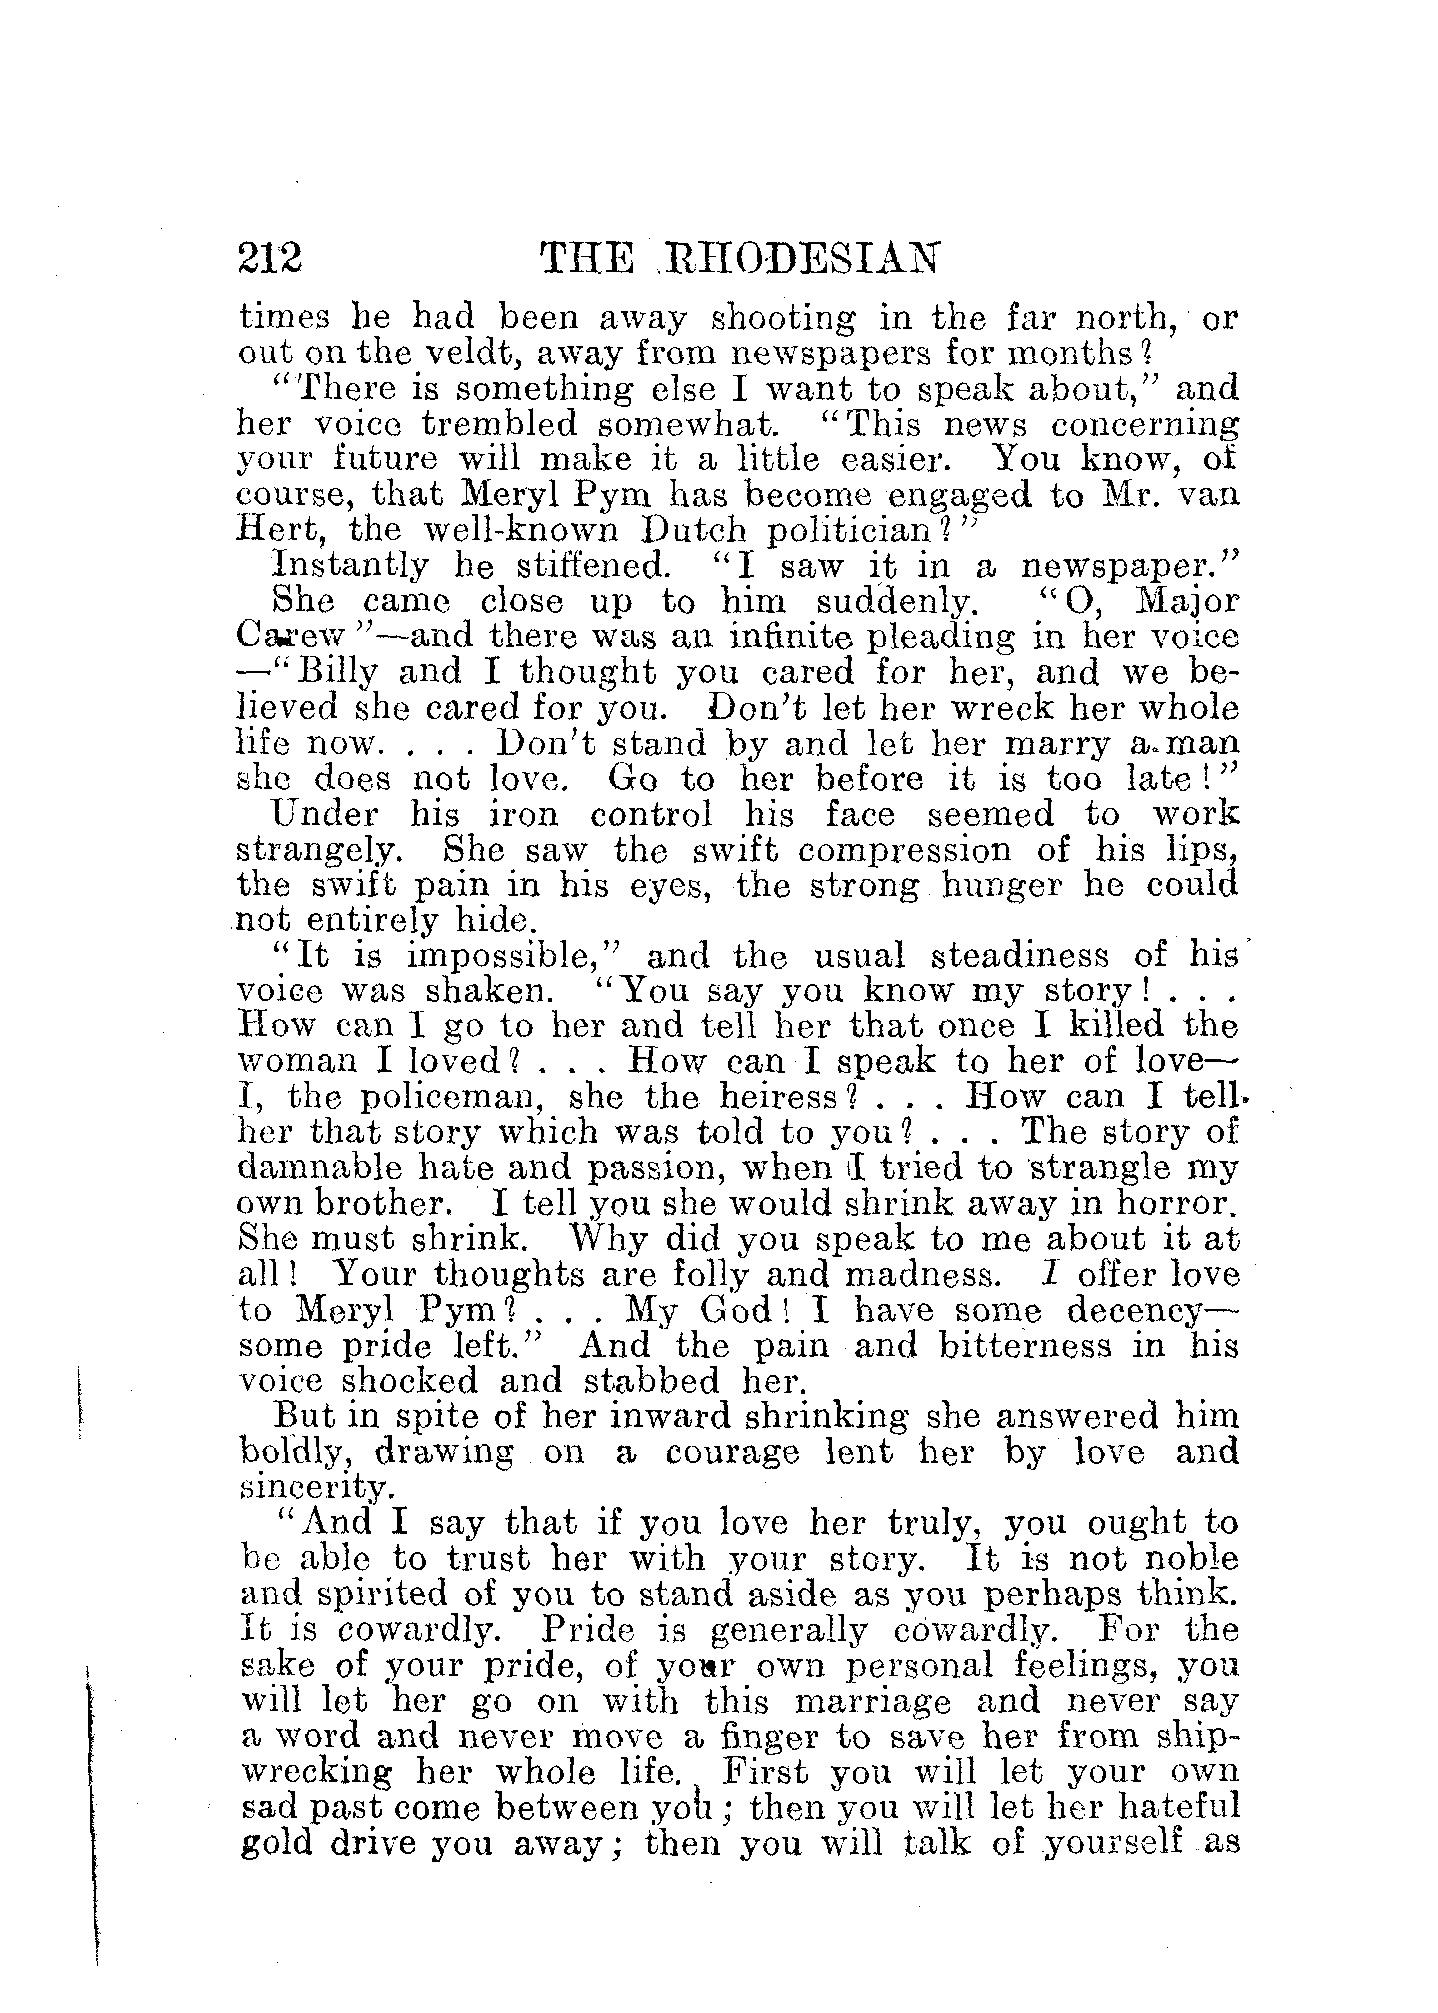 212 THE RHODESIAN
times he had been away shooting in the far north, or
out on the veldt, away from newspapers for months?
"There is something else I want to speak about," and
her voice trembled somewhat. "This news concerning
your future will make it a little easier. You know, of
course, that Meryl Pym has become engaged to Mr. van
Hert, the well-known Dutch politician?"
Instantly he stiffened. "I saw it in a newspaper."
She came close up to him suddenly. "O, Major
Carew"—and there was an infinite pleading in her voice
—"Billy and I thought you cared for her, and we be-
lieved she cared for you. Don't let her wreck her whole
life now. . . . Don't stand by and let her marry a man
she does not love. Go to her before it is too late!"
Under his iron control his face seemed to work
strangely. She saw the swift compression of his lips,
the swift pain in his eyes, the strong hunger he could
not entirely hide.
"It is impossible," and the usual steadiness of his
voice was shaken. "You say you know my story! . . .
How can I go to her and tell her that once I killed the
woman I loved? . . . How can I speak to her of love—
I, the policeman, she the heiress? . . . How can I tell
her that story which was told to you? . . . The story of
damnable hate and passion, when I tried to strangle my
own brother. I tell you she would shrink away in horror.
She must shrink. Why did you speak to me about it at
all! Your thoughts are folly and madness. I offer love
to Meryl Pym? . . . My God! I have some decency—
some pride left." And the pain and bitterness in his
voice shocked and stabbed her.
But in spite of her inward shrinking she answered him
boldly, drawing on a courage lent her by love and
sincerity.
"And I say that if you love her truly, you ought to
be able to trust her with your story. It is not noble
and spirited of you to stand aside as you perhaps think.
It is cowardly. Pride is generally cowardly. For the
sake of your pride, of your own personal feelings, you
will let her go on with this marriage and never say
a word and never move a finger to save her from ship-
wrecking her whole life. First you will let your own
sad past come between you; then you will let her hateful
gold drive you away; then you will talk of yourself as